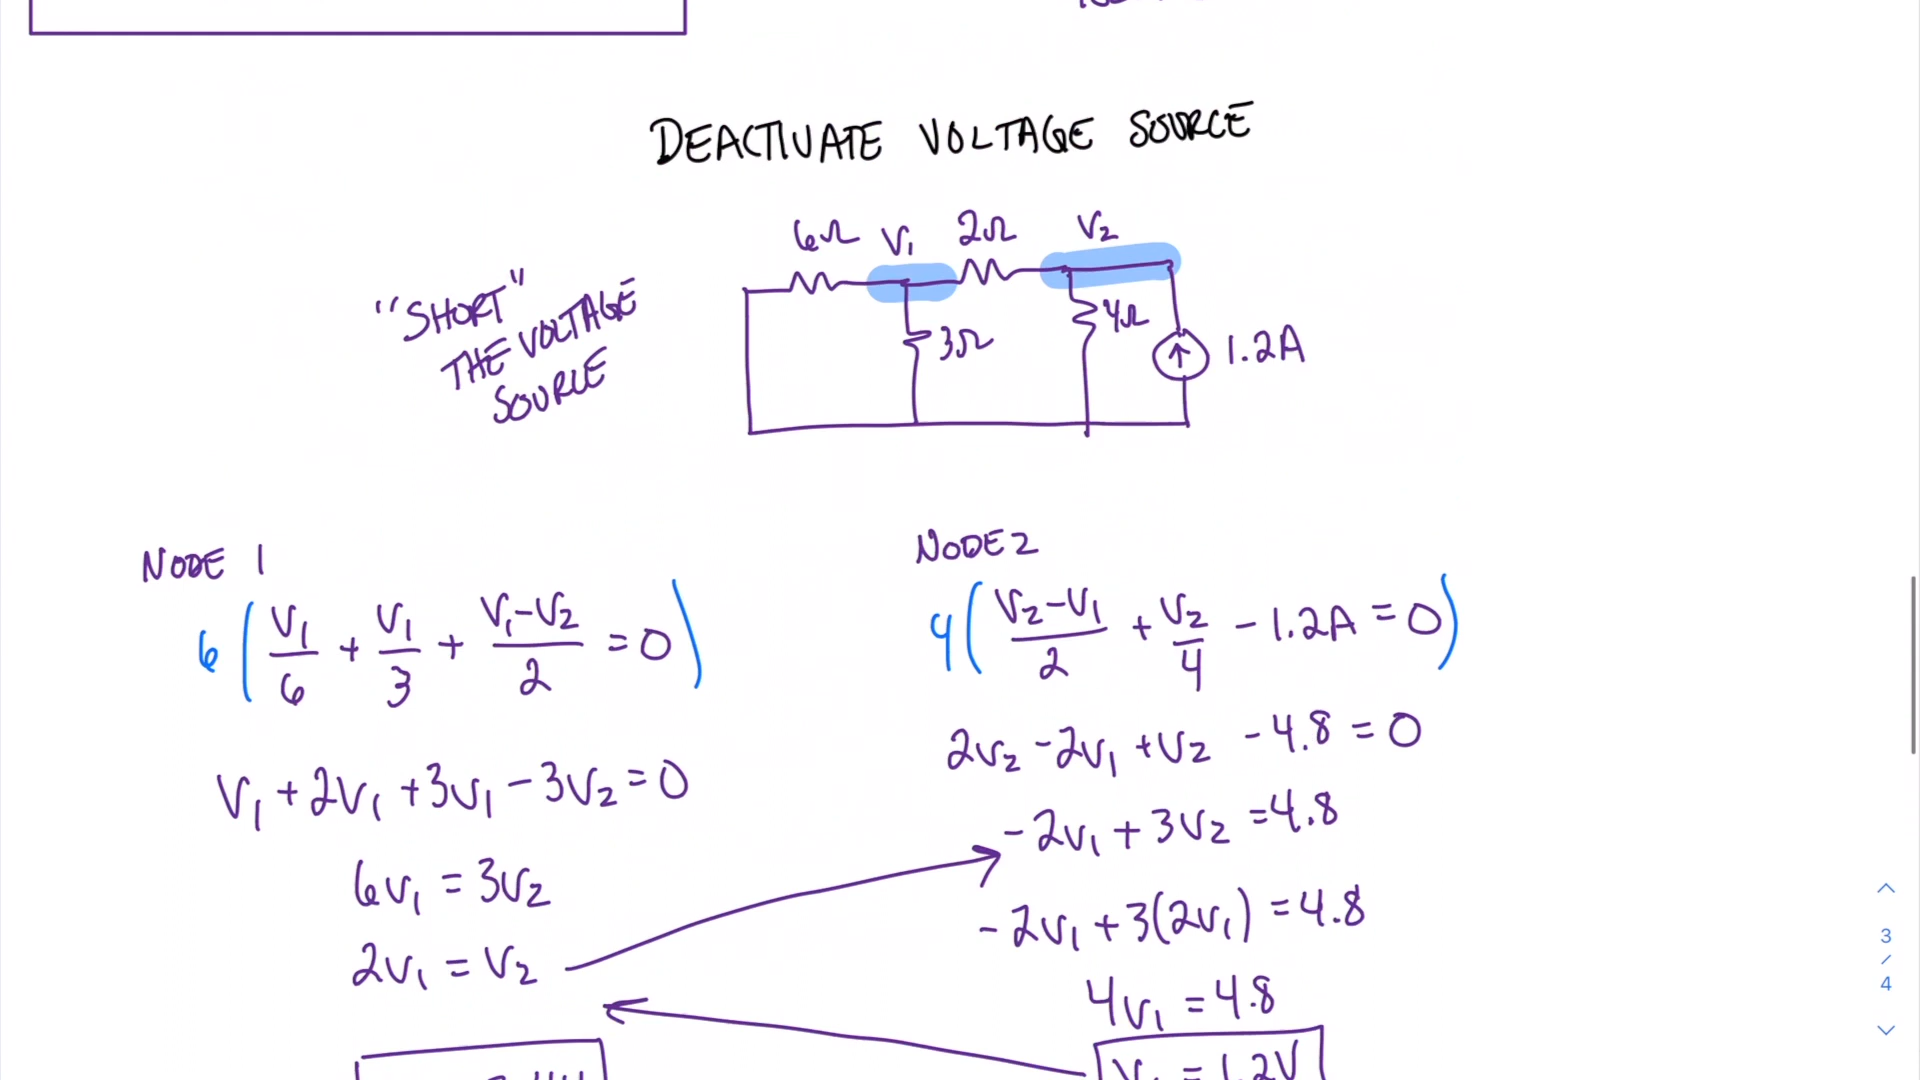 DEACTIVATE VOLTAGE SOURCE
6Ω V₁ 2Ω V₂
"SHORT"
THE VOLTAGE
SOURCE
3Ω 4Ω 1.2A
NODE 1
6(V₁/6 + V₁/3 + (V₁-V₂)/2 = 0)
V₁ + 2V₁ + 3V₁ - 3V₂ = 0
6V₁ = 3V₂
2V₁ = V₂
NODE 2
4((V₂-V₁)/2 + V₂/4 - 1.2A = 0)
2V₂ - 2V₁ + V₂ - 4.8 = 0
-2V₁ + 3V₂ = 4.8
-2V₁ + 3(2V₁) = 4.8
4V₁ = 4.8
= 1.2V
3
/
4